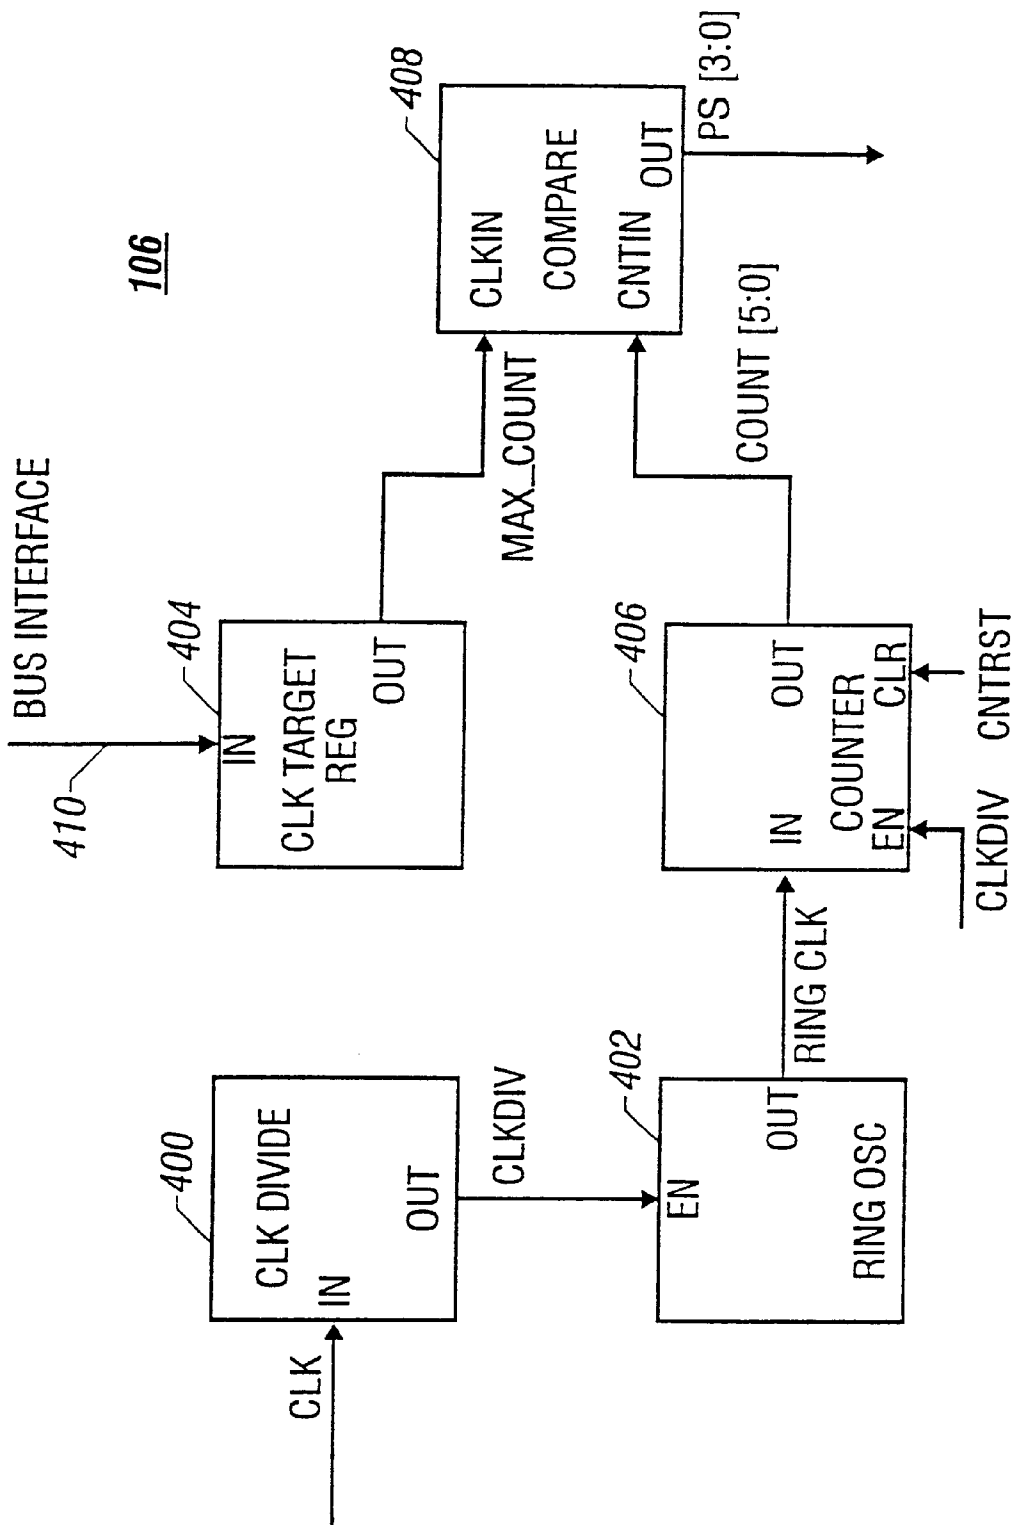 106
BUS INTERFACE
410
404
IN
CLK TARGET
REG
OUT
MAX_COUNT
408
CLKIN
COMPARE
CNTIN
OUT
PS [3:0]
CLK
400
CLK DIVIDE
IN
OUT
CLKDIV
402
EN
OUT
RING OSC
RING CLK
406
IN
OUT
COUNTER
EN
CLR
CLKDIV
CNTRST
COUNT [5:0]